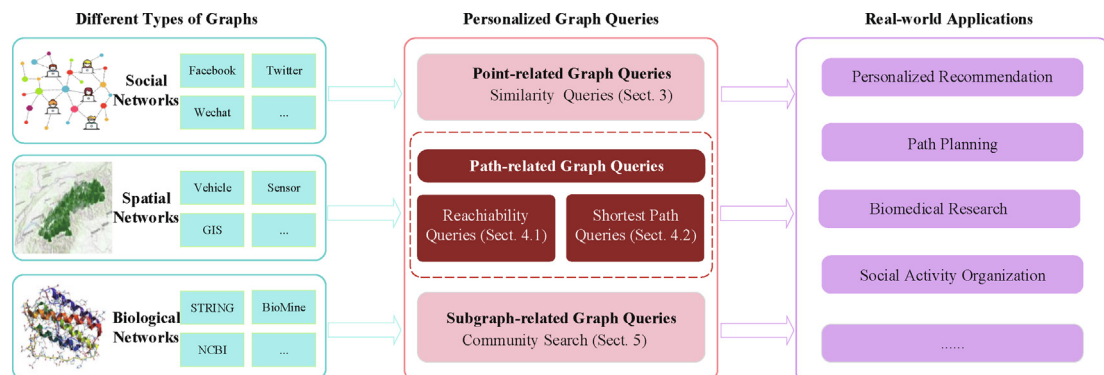 Different Types of Graphs
Personalized Graph Queries
Real-world Applications
Social
Networks
Facebook
Twitter
Wechat
...
Spatial
Networks
Vehicle
Sensor
GIS
...
Biological
Networks
STRING
BioMine
NCBI
...
Point-related Graph Queries
Similarity Queries (Sect. 3)
Path-related Graph Queries
Reachiability
Queries (Sect. 4.1)
Shortest Path
Queries (Sect. 4.2)
Subgraph-related Graph Queries
Community Search (Sect. 5)
Personalized Recommendation
Path Planning
Biomedical Research
Social Activity Organization
......